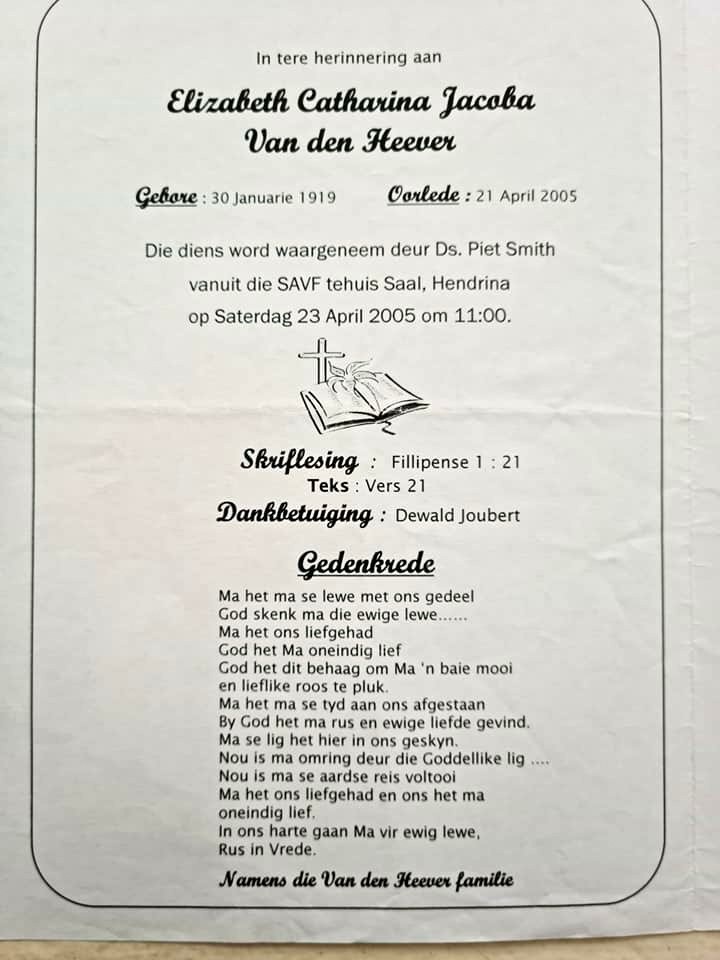 In tere herinnering aan
Elizabeth Catharina Jacoba
Van den Heever
Gebore : 30 Januarie 1919 Oorlede : 21 April 2005
Die diens word waargeneem deur Ds. Piet Smith
vanuit die SAVF tehuis Saal, Hendrina
op Saterdag 23 April 2005 om 11:00.
Skriflesing : Fillipense 1 : 21
Teks : Vers 21
Dankbetuiging : Dewald Joubert
Gedenkrede
Ma het ma se lewe met ons gedeel
God skenk ma die ewige lewe......
Ma het ons liefgehad
God het Ma oneindig lief
God het dit behaag om Ma 'n baie mooi
en lieflike roos te pluk.
Ma het ma se tyd aan ons afgestaan
By God het ma rus en ewige liefde gevind.
Ma se lig het hier in ons geskyn.
Nou is ma omring deur die Goddellike lig ....
Nou is ma se aardse reis voltooi
Ma het ons liefgehad en ons het ma
oneindig lief.
In ons harte gaan Ma vir ewig lewe,
Rus in Vrede.
Namens die Van den Heever familie